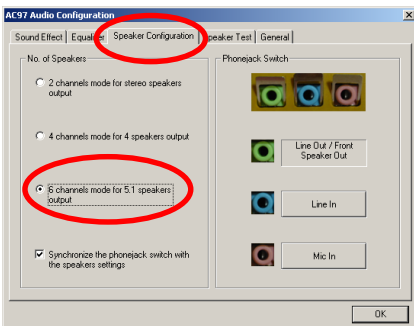 AC97 Audio Configuration
Sound Effect
Equalizer
Speaker Configuration
Speaker Test
General
No. of Speakers
2 channels mode for stereo speakers
output
4 channels mode for 4 speakers output
6 channels mode for 5.1 speakers
output
Synchronize the phonejack switch with
the speakers settings
Phonejack Switch
Line Out / Front
Speaker Out
Line In
Mic In
OK